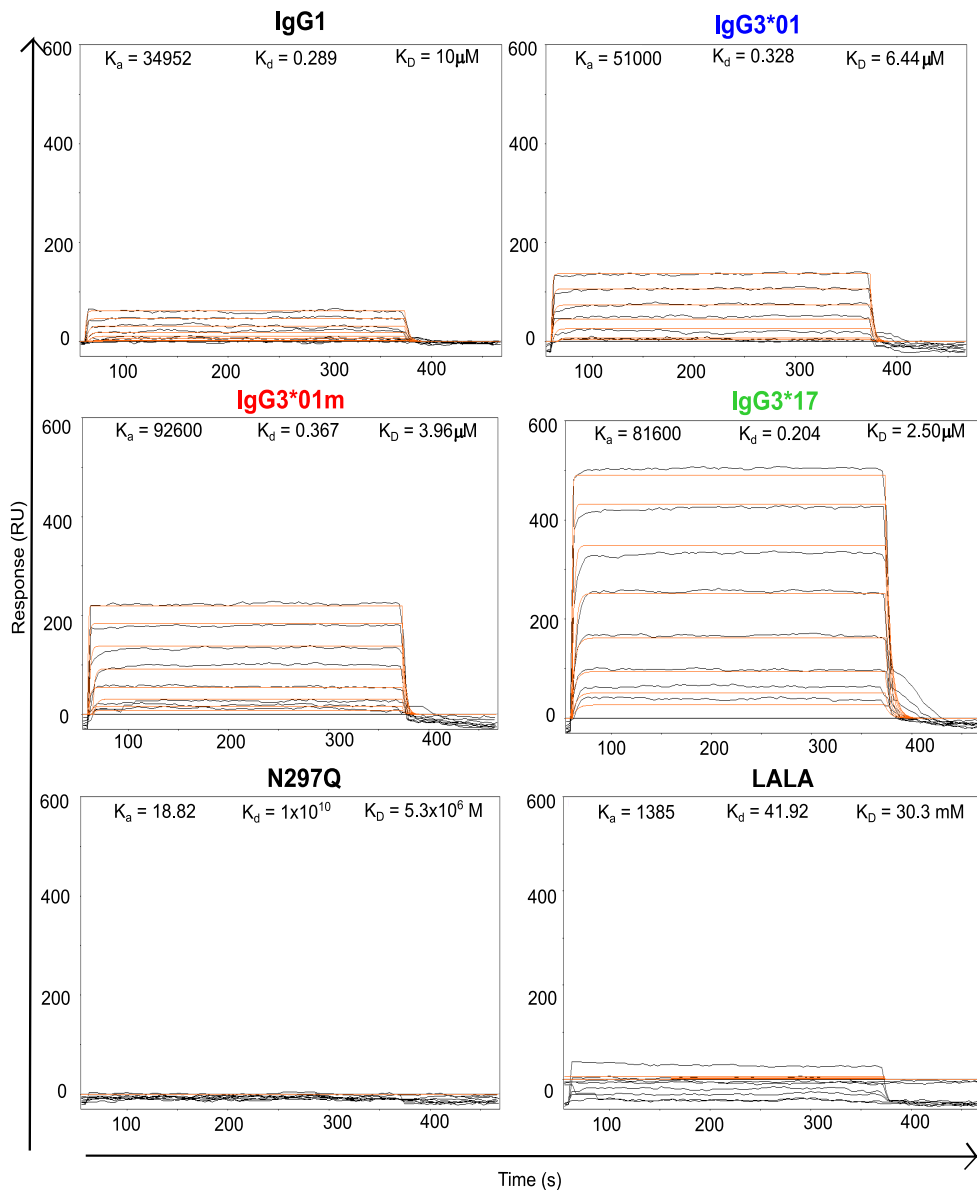 IgG1
IgG3*01
600
Ka = 34952 Kd = 0.289 KD = 10μM
400
200
0
100 200 300 400
600
Ka = 51000 Kd = 0.328 KD = 6.44μM
400
200
0
100 200 300 400
IgG3*01m
IgG3*17
600
Ka = 92600 Kd = 0.367 KD = 3.96μM
400
200
0
100 200 300 400
600
Ka = 81600 Kd = 0.204 KD = 2.50μM
400
200
0
100 200 300 400
Response (RU)
N297Q
LALA
600
Ka = 18.82 Kd = 1x10¹⁰ KD = 5.3x10⁶ M
400
200
0
100 200 300 400
600
Ka = 1385 Kd = 41.92 KD = 30.3 mM
400
200
0
100 200 300 400
Time (s)